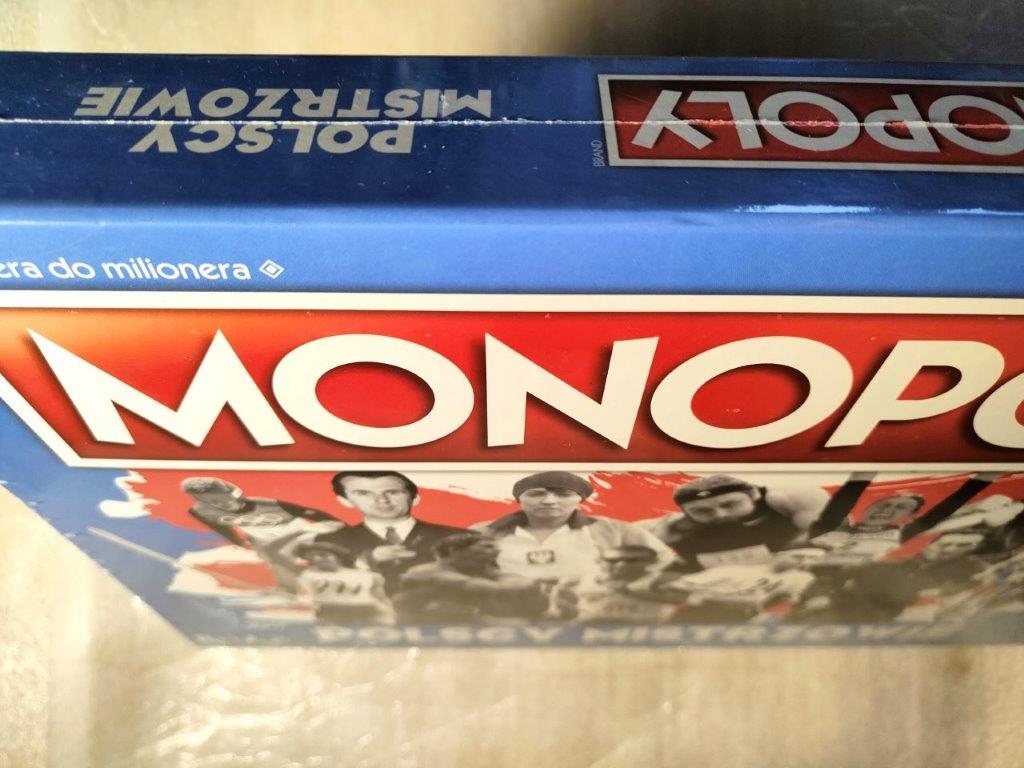 POLSCY
MISTRZOWIE
BRAND
OPOLY
era do milionera
MONOPO
POLSCY MISTRZOWIE